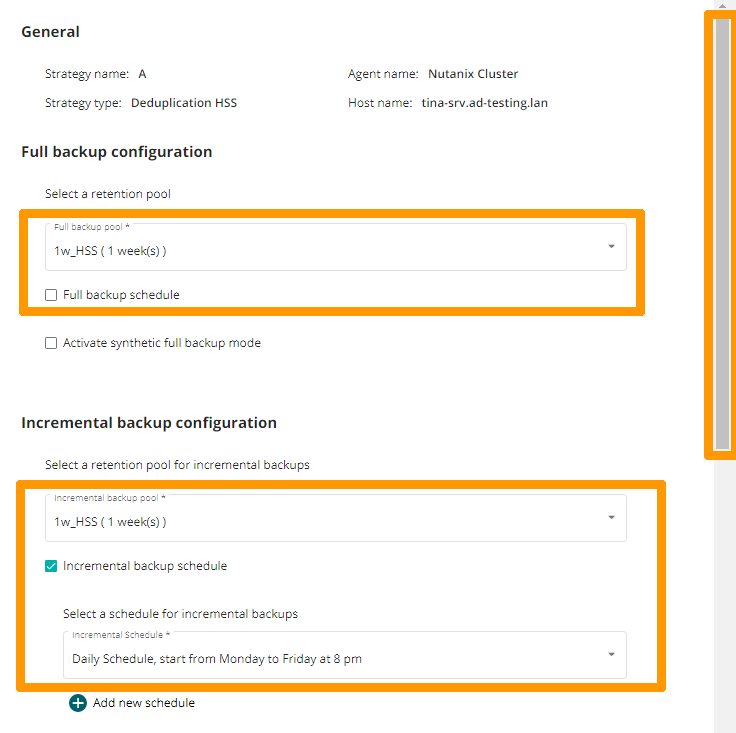 General
Strategy name: A Agent name: Nutanix Cluster
Strategy type: Deduplication HSS Host name: tina-srv.ad-testing.lan
Full backup configuration
Select a retention pool
Full backup pool *
1w_HSS ( 1 week(s) )
Full backup schedule
Activate synthetic full backup mode
Incremental backup configuration
Select a retention pool for incremental backups
Incremental backup pool *
1w_HSS ( 1 week(s) )
Incremental backup schedule
Select a schedule for incremental backups
Incremental Schedule *
Daily Schedule, start from Monday to Friday at 8 pm
Add new schedule